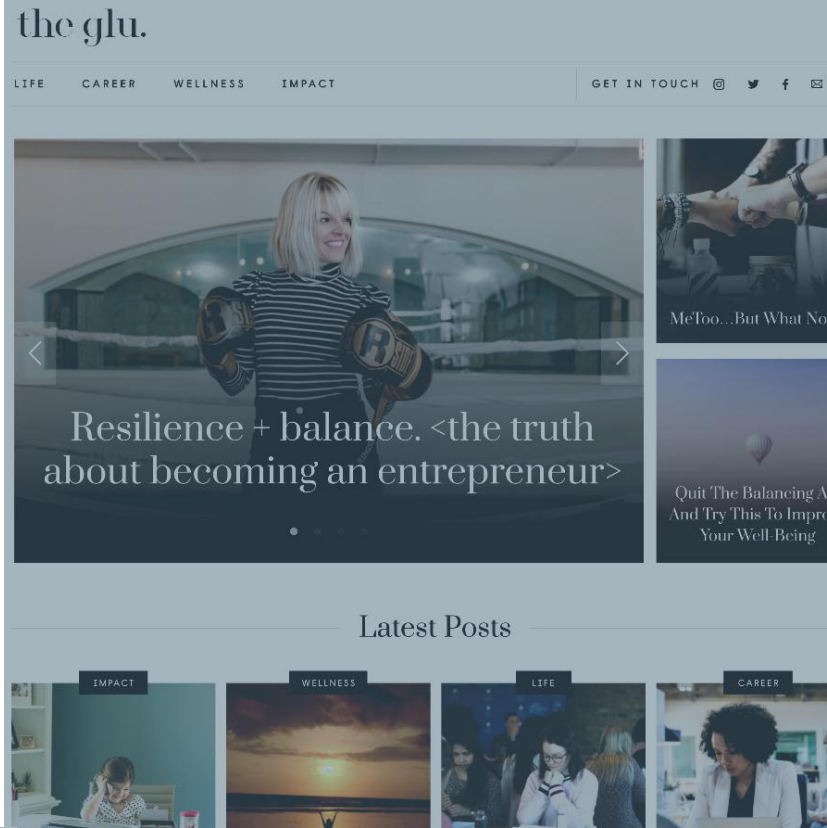 the glu.
LIFE CAREER WELLNESS IMPACT GET IN TOUCH
MeToo...But What No
Resilience + balance. <the truth
about becoming an entrepreneur>
Quit The Balancing A
And Try This To Impro
Your Well-Being
Latest Posts
IMPACT WELLNESS LIFE CAREER